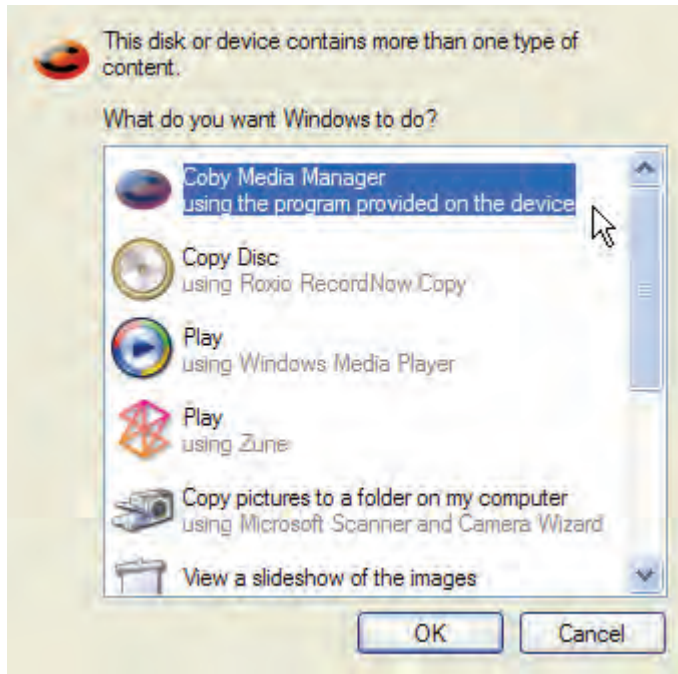 This disk or device contains more than one type of
content.
What do you want Windows to do?
Coby Media Manager
using the program provided on the device
Copy Disc
using Roxio RecordNow Copy
Play
using Windows Media Player
Play
using Zune
Copy pictures to a folder on my computer
using Microsoft Scanner and Camera Wizard
View a slideshow of the images
OK Cancel